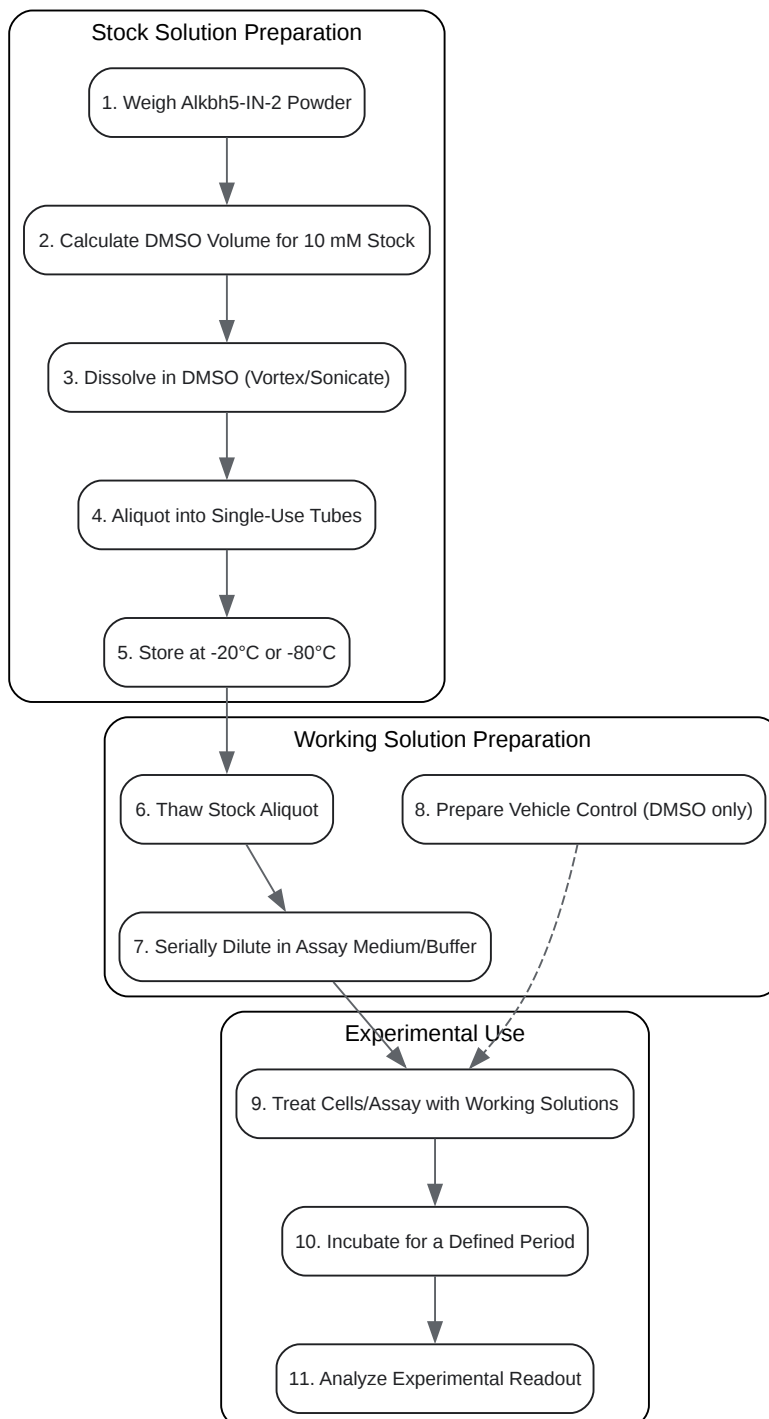 Stock Solution Preparation
1. Weigh Alkbh5-IN-2 Powder
2. Calculate DMSO Volume for 10 mM Stock
3. Dissolve in DMSO (Vortex/Sonicate)
4. Aliquot into Single-Use Tubes
5. Store at -20°C or -80°C
Working Solution Preparation
6. Thaw Stock Aliquot
8. Prepare Vehicle Control (DMSO only)
7. Serially Dilute in Assay Medium/Buffer
Experimental Use
9. Treat Cells/Assay with Working Solutions
10. Incubate for a Defined Period
11. Analyze Experimental Readout